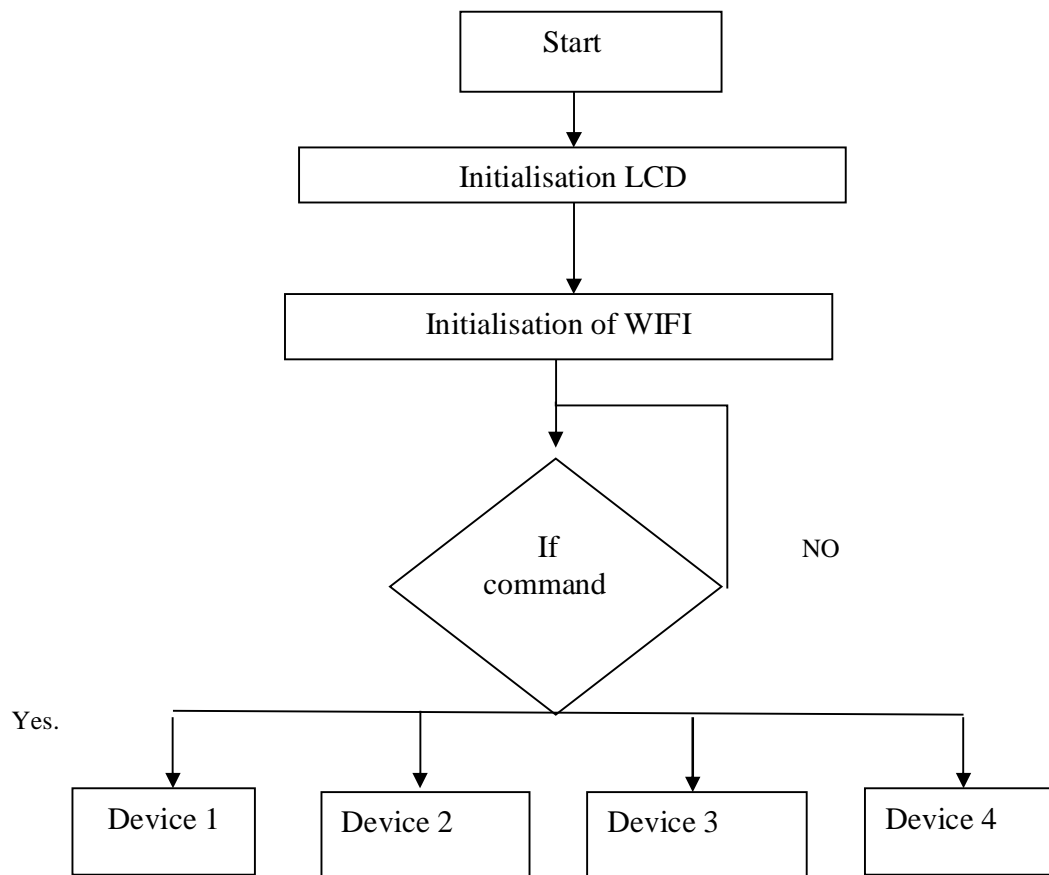 Start
Initialisation LCD
Initialisation of WIFI
If
command
NO
Yes.
Device 1
Device 2
Device 3
Device 4